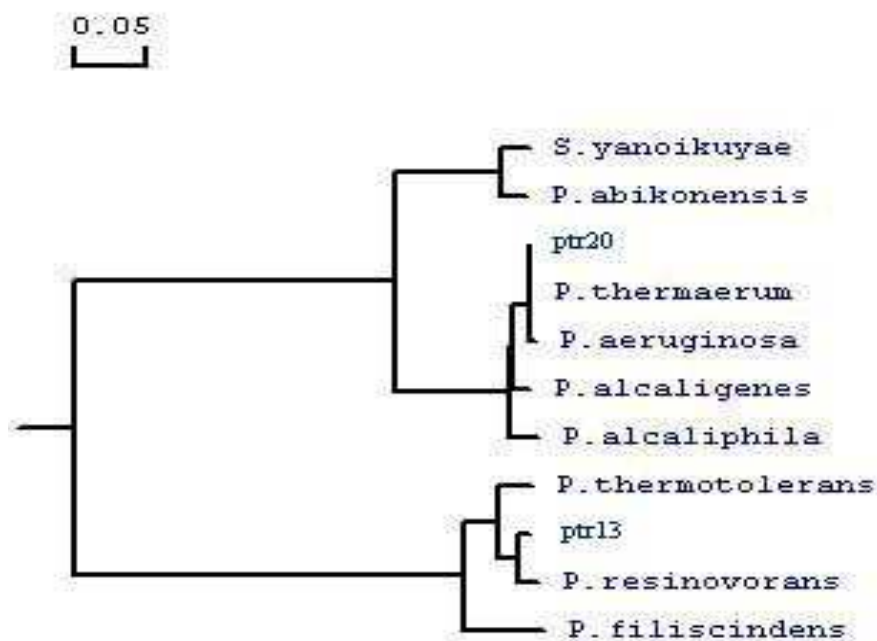 0.05
S.yanoikuyae
P.abikonensis
ptr20
P.thermaerum
P.aeruginosa
P.alcaligenes
P.alcaliphila
P.thermotolerans
ptr13
P.resinovorans
P.filiscindens